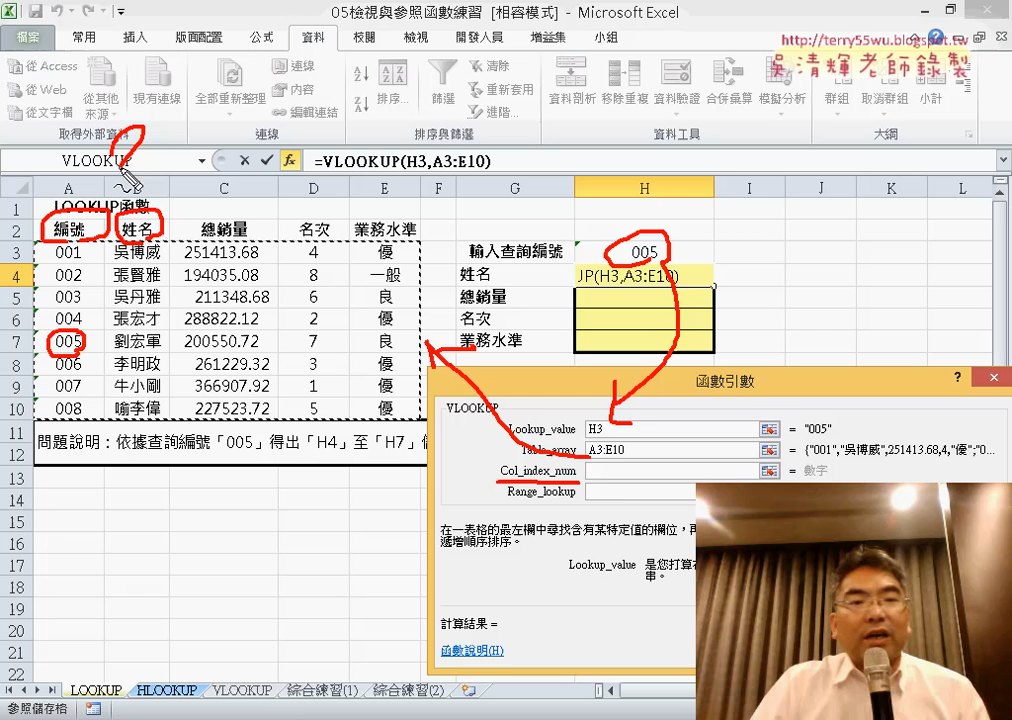 05檢視與參照函數練習 [相容模式] - Microsoft Excel
檔案 常用 插入 版面配置 公式 資料 校閱 檢視 開發人員 增益集 小組
http://terry55wu.blogspot.tw
吳清輝老師錄製
從 Access
從 Web
從文字檔
從其他來源
現有連線
全部重新整理
連線
內容
編輯連結
排序...
篩選
清除
重新套用
進階...
資料剖析 移除重複 資料驗證 合併彙算 模擬分析
群組 取消群組 小計
取得外部資料 連線 排序與篩選 資料工具 大綱
VLOOKUP =VLOOKUP(H3,A3:E10)
A C D E F G H I J K L
1 LOOKUP函數
2 編號 姓名 總銷量 名次 業務水準
3 001 吳博威 251413.68 4 優 輸入查詢編號 005
4 002 張賢雅 194035.08 8 一般 姓名 JP(H3,A3:E10)
5 003 吳丹雅 211348.68 6 良 總銷量
6 004 張宏才 288822.12 2 優 名次
7 005 劉宏軍 200550.72 7 良 業務水準
8 006 李明政 261229.32 3 優
9 007 牛小剛 366907.92 1 優
10 008 喻李偉 227523.72 5 優
11
12
問題說明：依據查詢編號「005」得出「H4」至「H7」
13
14
15
16
17
18
19
20
21
22
函數引數
VLOOKUP
Lookup_value H3 = "005"
Table_array A3:E10 = {"001","吳博威",251413.68,4,"優";"0...
Col_index_num = 數字
Range_lookup
在一表格的最左欄中尋找含有某特定值的欄位，再
遞增順序排序。
Lookup_value 是您打算在
串。
計算結果 =
函數說明(H)
LOOKUP HLOOKUP VLOOKUP 綜合練習(1) 綜合練習(2)
參照儲存格